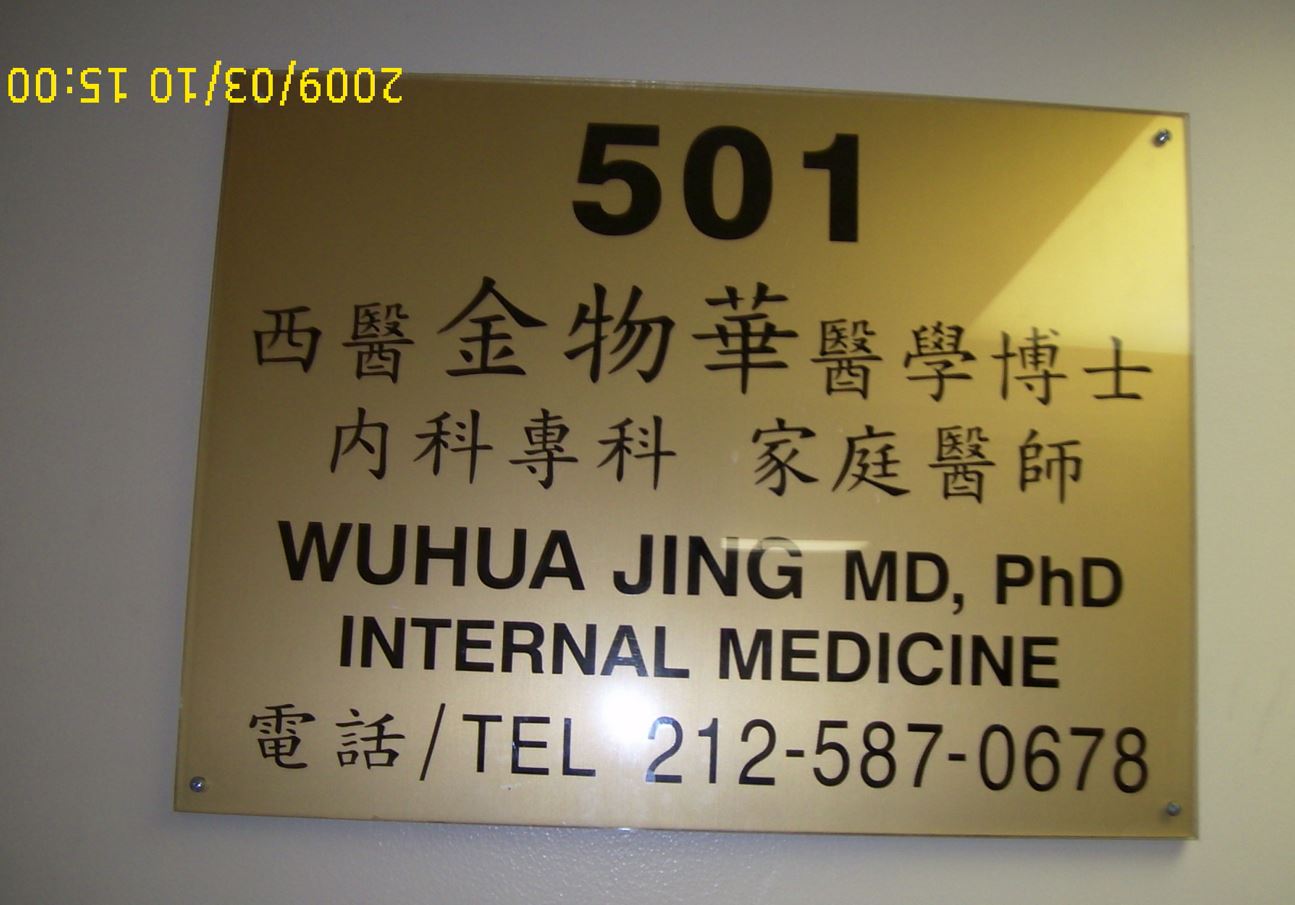 2009/03/10 15:00
501
西醫金物華醫學博士
内科專科 家庭醫師
WUHUA JING MD, PhD
INTERNAL MEDICINE
電話/TEL 212-587-0678